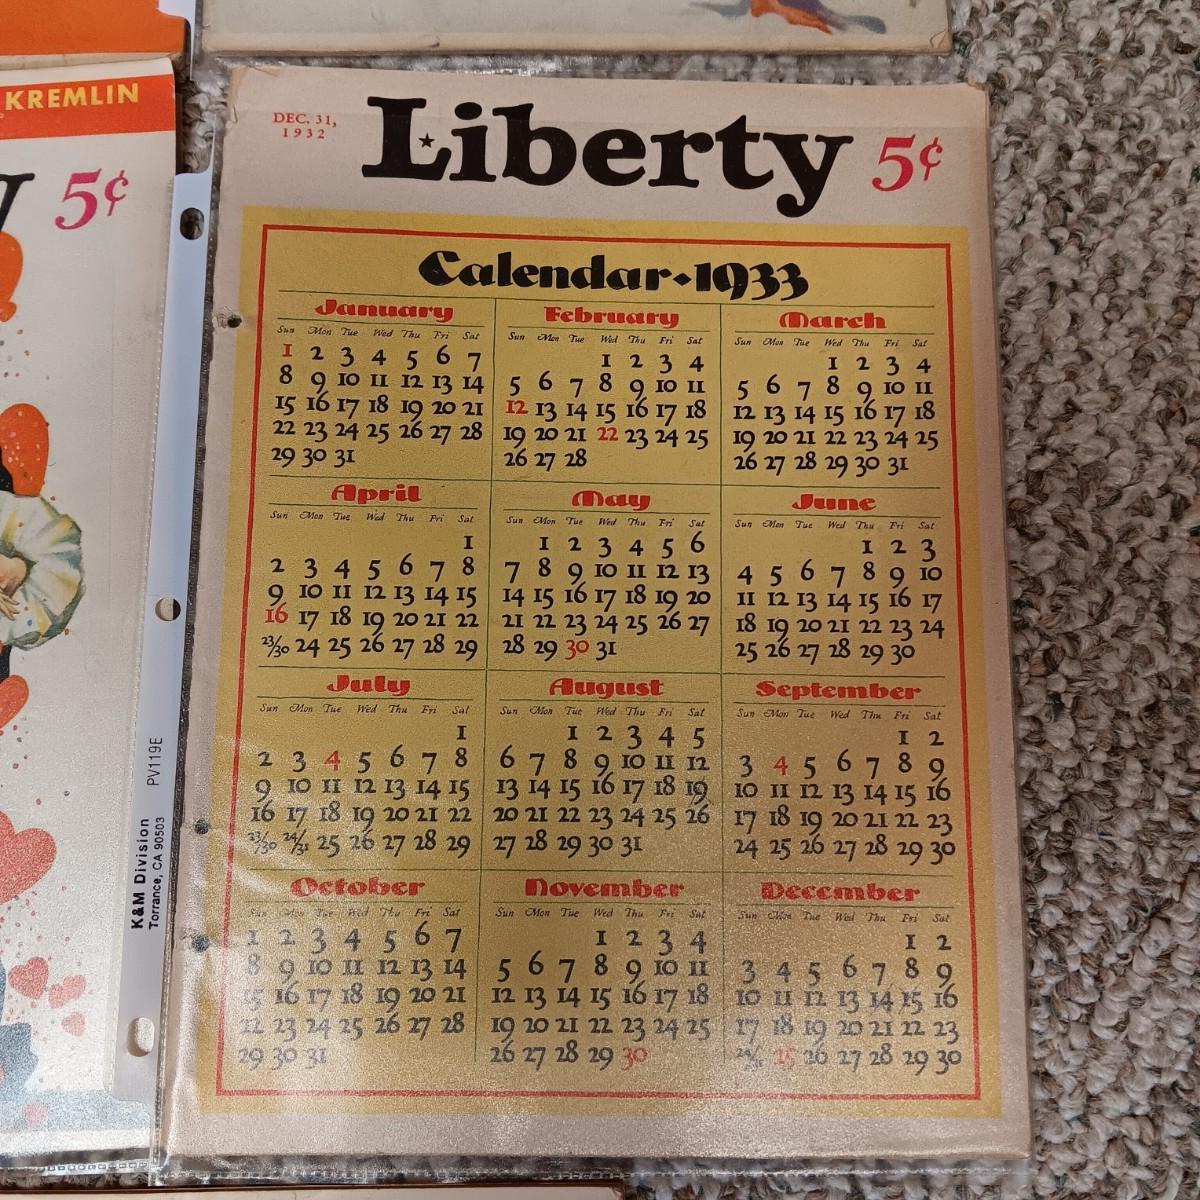 KREMLIN
y 5¢
K&M Division PV119E
Torrance, CA 90503
DEC. 31,
1932
Liberty 5¢
Calendar·1933
January February March
Sun Mon Tue Wed Thu Fri Sat Sun Mon Tue Wed Thu Fri Sat Sun Mon Tue Wed Thu Fri Sat
1 2 3 4 5 6 7 1 2 3 4 1 2 3 4
8 9 10 11 12 13 14 5 6 7 8 9 10 11 5 6 7 8 9 10 11
15 16 17 18 19 20 21 12 13 14 15 16 17 18 12 13 14 15 16 17 18
22 23 24 25 26 27 28 19 20 21 22 23 24 25 19 20 21 22 23 24 25
29 30 31 26 27 28 26 27 28 29 30 31
April May June
Sun Mon Tue Wed Thu Fri Sat Sun Mon Tue Wed Thu Fri Sat Sun Mon Tue Wed Thu Fri Sat
1 1 2 3 4 5 6 1 2 3
2 3 4 5 6 7 8 7 8 9 10 11 12 13 4 5 6 7 8 9 10
9 10 11 12 13 14 15 14 15 16 17 18 19 20 11 12 13 14 15 16 17
16 17 18 19 20 21 22 21 22 23 24 25 26 27 18 19 20 21 22 23 24
23/30 24 25 26 27 28 29 28 29 30 31 25 26 27 28 29 30
July August September
Sun Mon Tue Wed Thu Fri Sat Sun Mon Tue Wed Thu Fri Sat Sun Mon Tue Wed Thu Fri Sat
1 1 2 3 4 5 1 2
2 3 4 5 6 7 8 6 7 8 9 10 11 12 3 4 5 6 7 8 9
9 10 11 12 13 14 15 13 14 15 16 17 18 19 10 11 12 13 14 15 16
16 17 18 19 20 21 22 20 21 22 23 24 25 26 17 18 19 20 21 22 23
23/30 24/31 25 26 27 28 29 27 28 29 30 31 24 25 26 27 28 29 30
October November December
Sun Mon Tue Wed Thu Fri Sat Sun Mon Tue Wed Thu Fri Sat Sun Mon Tue Wed Thu Fri Sat
1 2 3 4 5 6 7 1 2 3 4 1 2
8 9 10 11 12 13 14 5 6 7 8 9 10 11 3 4 5 6 7 8 9
15 16 17 18 19 20 21 12 13 14 15 16 17 18 10 11 12 13 14 15 16
22 23 24 25 26 27 28 19 20 21 22 23 24 25 17 18 19 20 21 22 23
29 30 31 26 27 28 29 30 25 26 27 28 29 30